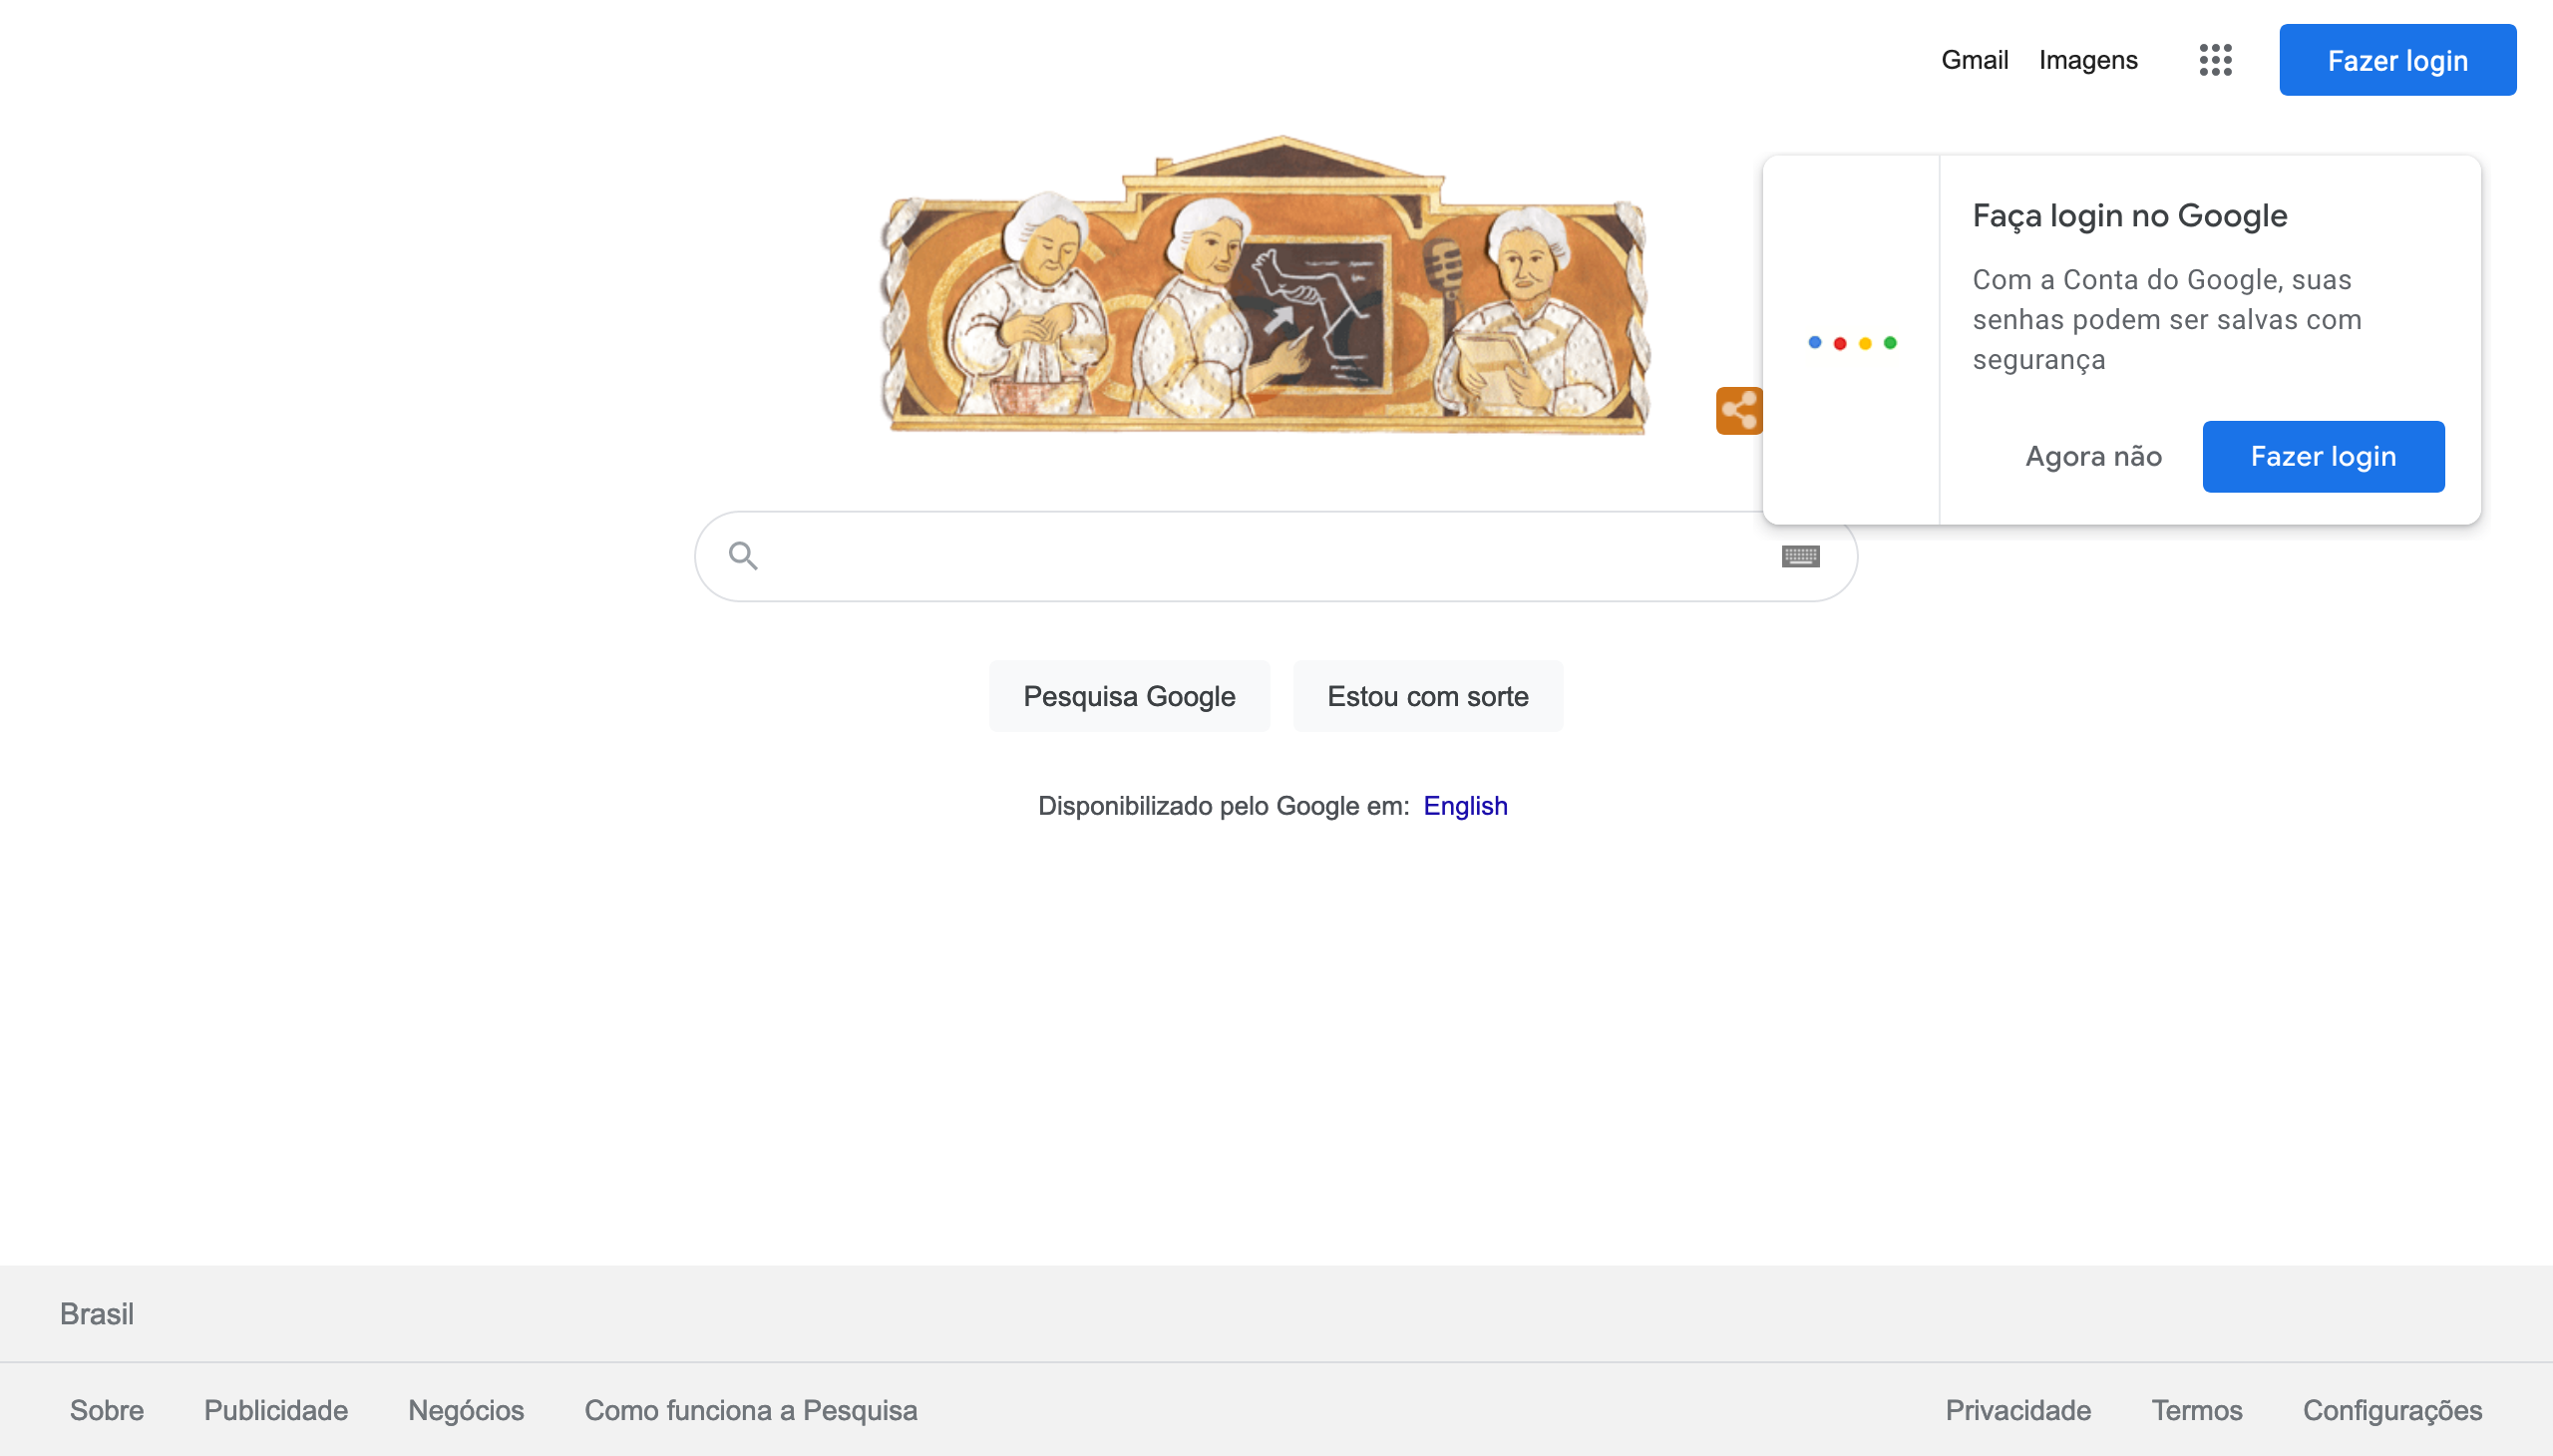 Gmail Imagens Fazer login
Faça login no Google
Com a Conta do Google, suas
senhas podem ser salvas com
segurança
Agora não Fazer login
Pesquisa Google Estou com sorte
Disponibilizado pelo Google em: English
Brasil
Sobre Publicidade Negócios Como funciona a Pesquisa Privacidade Termos Configurações